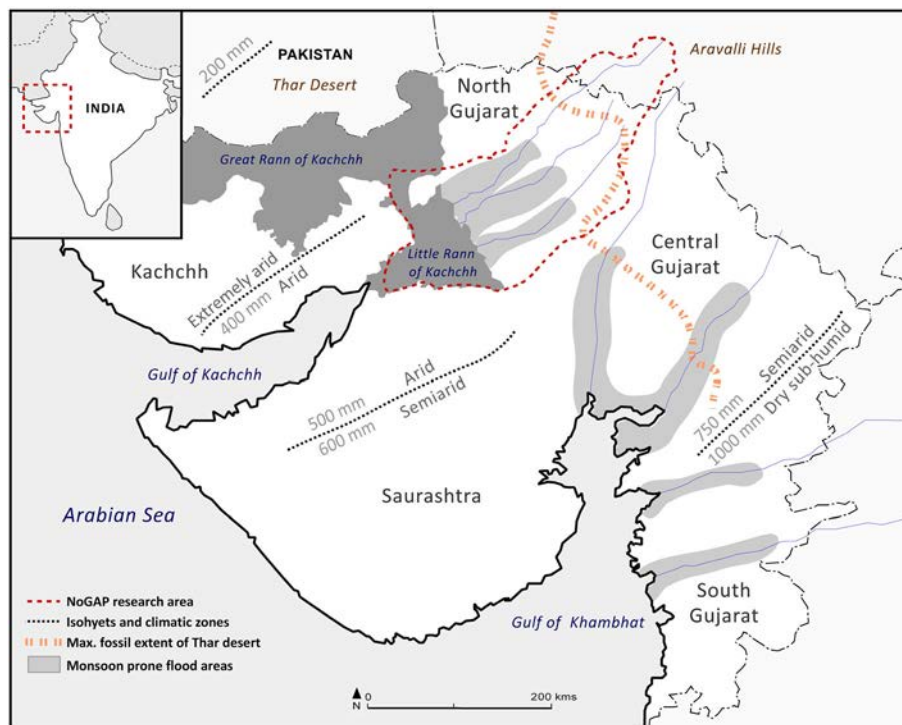 INDIA
200 mm
PAKISTAN
Thar Desert
Aravalli Hills
North
Gujarat
Great Rann of Kachchh
Little Rann
of Kachchh
Kachchh
Extremely arid
400 mm Arid
Central
Gujarat
Gulf of Kachchh
500 mm Arid
600 mm Semiarid
750 mm Semiarid
1000 mm Dry sub-humid
Saurashtra
Arabian Sea
South
Gujarat
Gulf of Khambhat
NoGAP research area
Isohyets and climatic zones
Max. fossil extent of Thar desert
Monsoon prone flood areas
N
0
200 kms